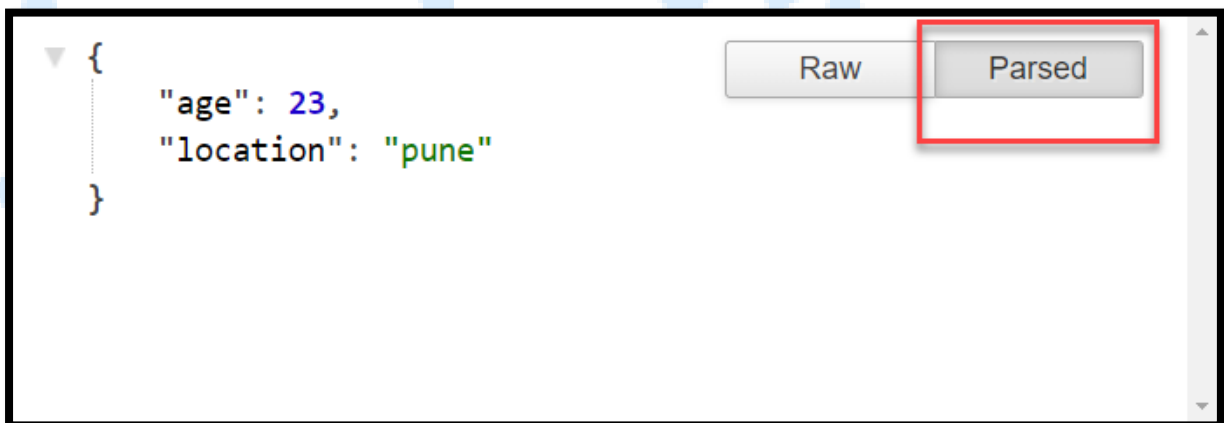 { Raw Parsed
"age": 23,
"location": "pune"
}